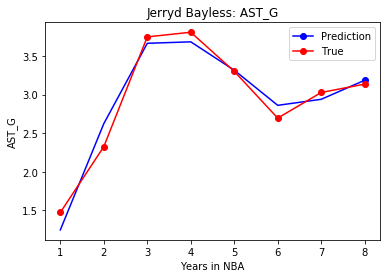 Jerryd Bayless: AST_G
Prediction
True
AST_G
3.5
3.0
2.5
2.0
1.5
1 2 3 4 5 6 7 8
Years in NBA